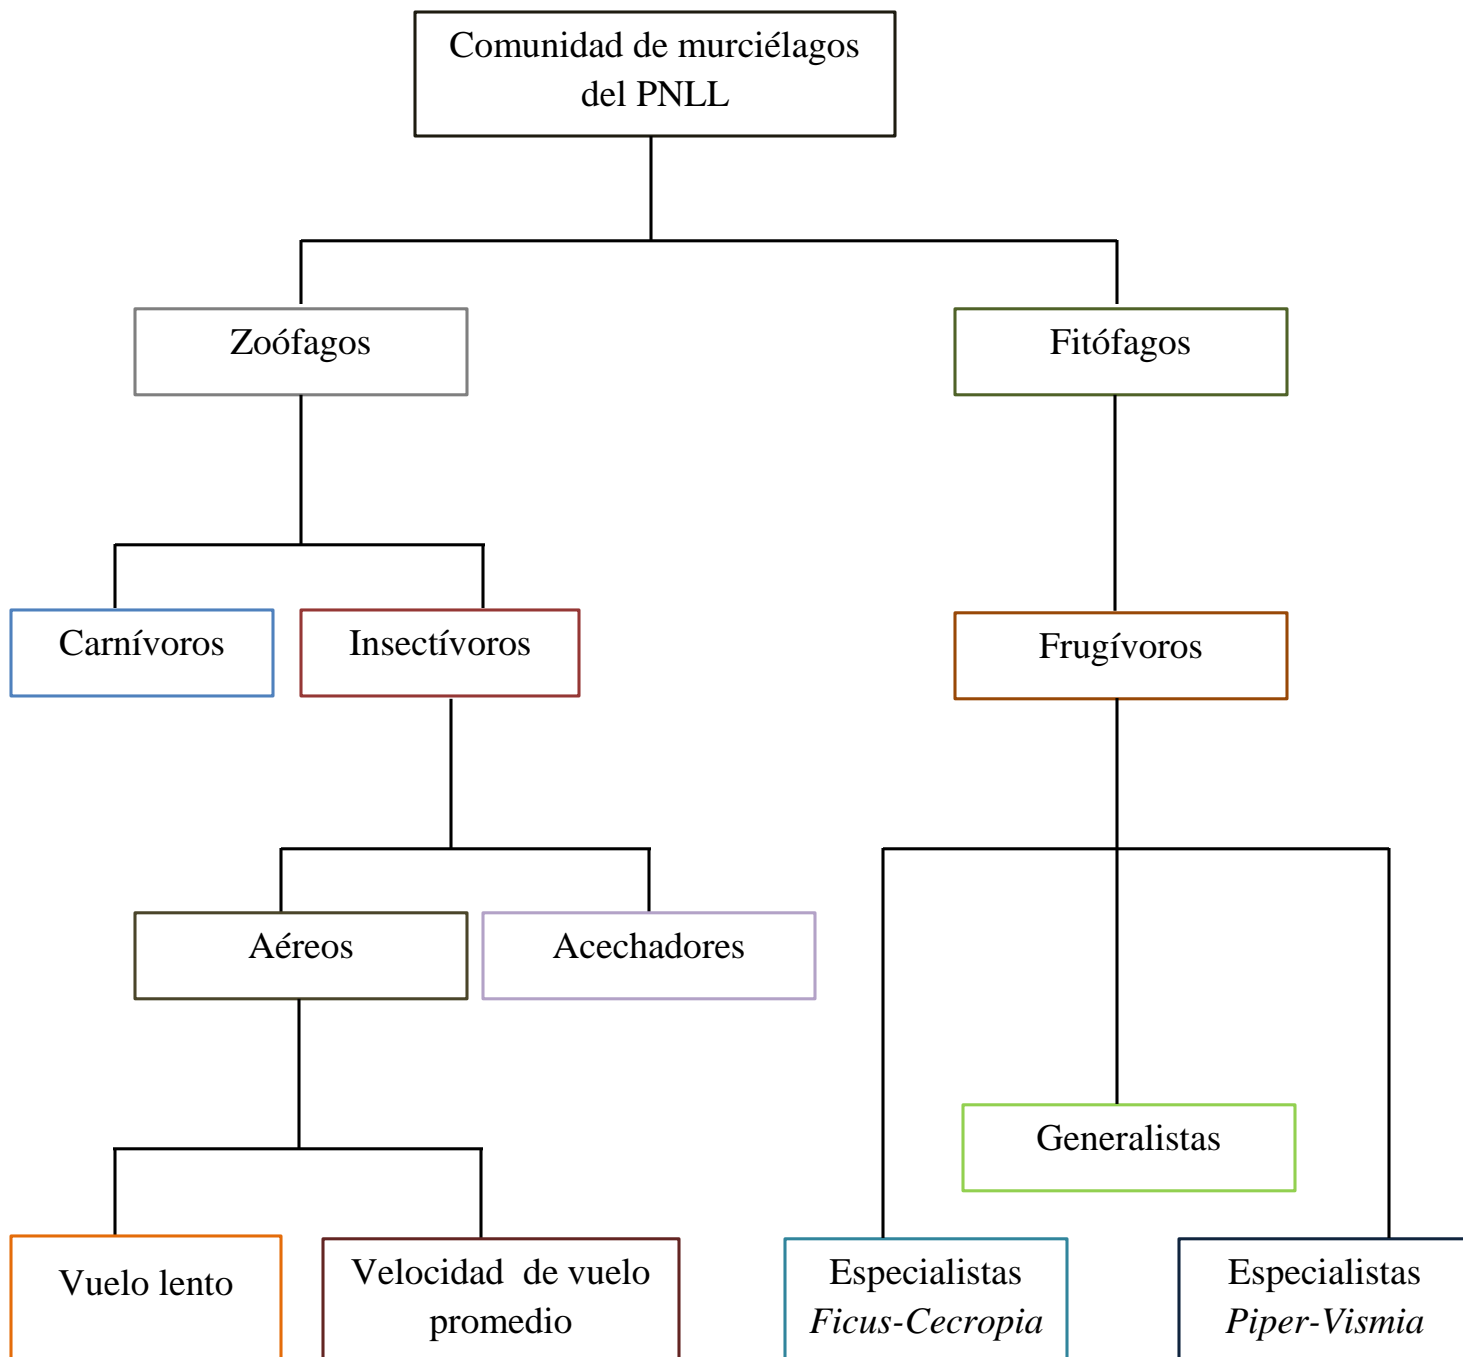 Comunidad de murciélagos
del PNLL
Zoófagos
Fitófagos
Carnívoros
Insectívoros
Frugívoros
Aéreos
Acechadores
Generalistas
Vuelo lento
Velocidad de vuelo
promedio
Especialistas
Ficus-Cecropia
Especialistas
Piper-Vismia